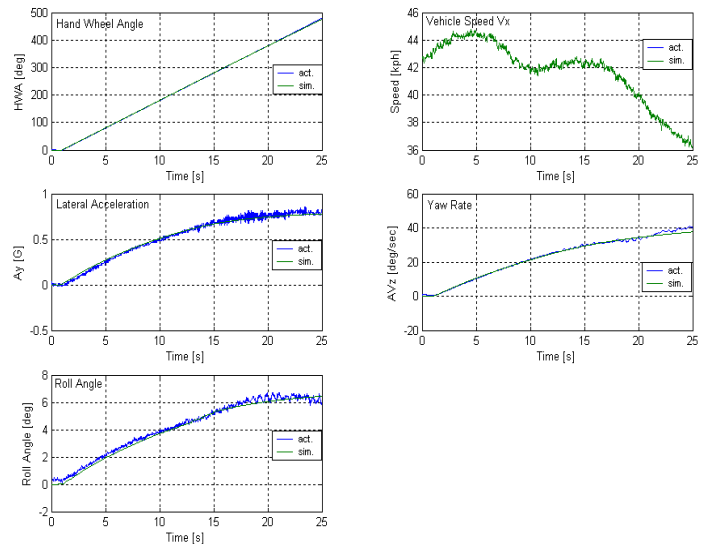 Hand Wheel Angle
HWA [deg]
500
400
300
200
100
0
act.
sim.
0 5 10 15 20 25
Time [s]
Vehicle Speed Vx
Speed [kph]
46
44
42
40
38
36
act.
sim.
0 5 10 15 20 25
Time [s]
Lateral Acceleration
Ay [G]
1
0.5
0
-0.5
act.
sim.
0 5 10 15 20 25
Time [s]
Yaw Rate
AVz [deg/sec]
60
40
20
0
-20
act.
sim.
0 5 10 15 20 25
Time [s]
Roll Angle
Roll Angle [deg]
8
6
4
2
0
-2
act.
sim.
0 5 10 15 20 25
Time [s]